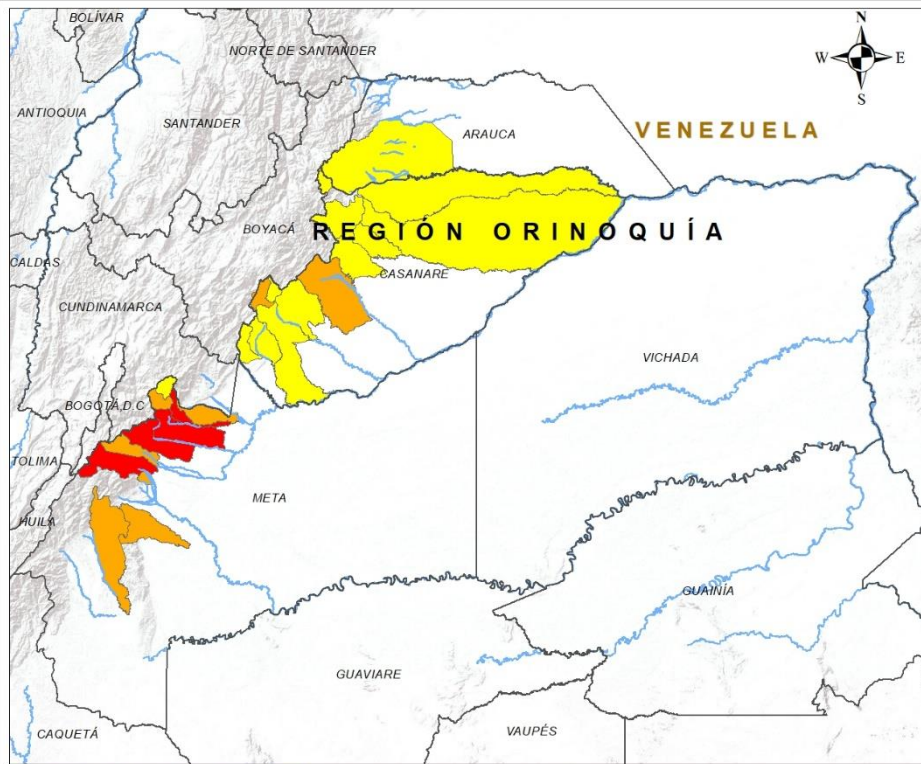 BOLÍVAR
N
NORTE DE SANTANDER
W
E
S
ANTIOQUIA
SANTANDER
ARAUCA
VENEZUELA
BOYACÁ
REGIÓN ORINOQUÍA
CALDAS
CASANARE
CUNDINAMARCA
VICHADA
BOGOTÁ,D.C
TOLIMA
META
HUILA
GUAINÍA
GUAVIARE
CAQUETÁ
VAUPÉS